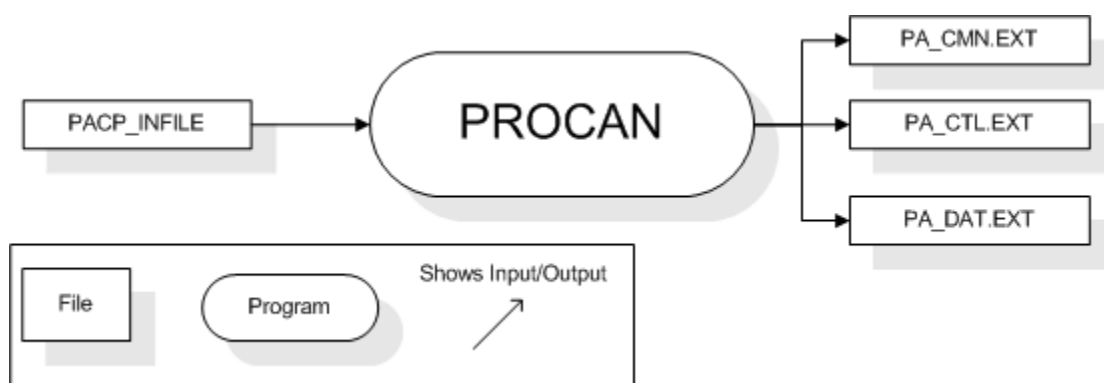 PA_CMN.EXT
PACP_INFILE
PROCAN
PA_CTL.EXT
PA_DAT.EXT
File
Program
Shows Input/Output